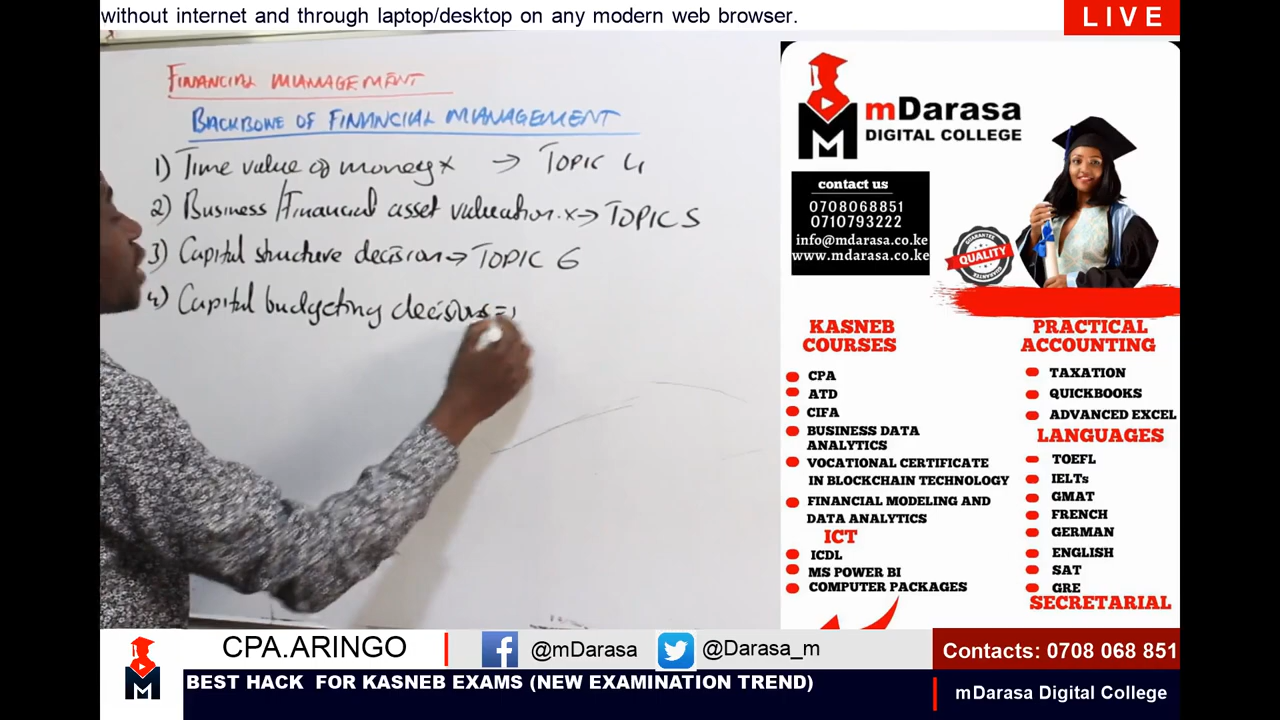 without internet and through laptop/desktop on any modern web browser.
LIVE
FINANCIAL MANAGEMENT
BACKBONE OF FINANCIAL MANAGEMENT
1) Time value of money x → TOPIC 4
2) Business/Financial asset valuation. x → TOPIC 5
3) Capital structure decision → TOPIC 6
4) Capital budgeting decisions =
mDarasa
DIGITAL COLLEGE
contact us
0708068851
0710793222
info@mdarasa.co.ke
www.mdarasa.co.ke
GUARANTEE
QUALITY
GUARANTEE
KASNEB COURSES
CPA
ATD
CIFA
BUSINESS DATA
ANALYTICS
VOCATIONAL CERTIFICATE
IN BLOCKCHAIN TECHNOLOGY
FINANCIAL MODELING AND
DATA ANALYTICS
ICT
ICDL
MS POWER BI
COMPUTER PACKAGES
PRACTICAL
ACCOUNTING
TAXATION
QUICKBOOKS
ADVANCED EXCEL
LANGUAGES
TOEFL
IELTs
GMAT
FRENCH
GERMAN
ENGLISH
SAT
GRE
SECRETARIAL
CPA.ARINGO
@mDarasa
@Darasa_m
Contacts: 0708 068 851
BEST HACK FOR KASNEB EXAMS (NEW EXAMINATION TREND)
mDarasa Digital College